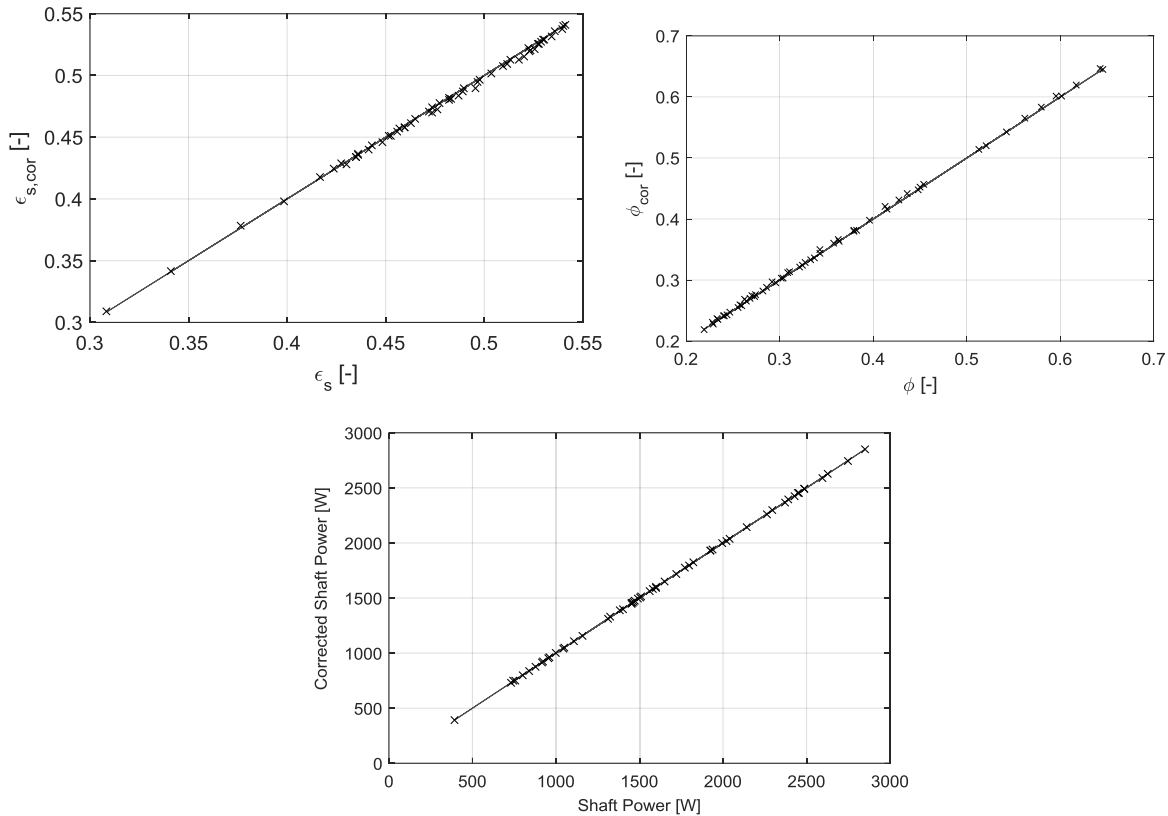 0.55
0.5
0.45
0.4
0.35
0.3
0.3 0.35 0.4 0.45 0.5 0.55
ϵs,cor [-]
ϵs [-]
0.7
0.6
0.5
0.4
0.3
0.2
0.2 0.3 0.4 0.5 0.6 0.7
ϕcor [-]
ϕ [-]
3000
2500
2000
1500
1000
500
0
0 500 1000 1500 2000 2500 3000
Corrected Shaft Power [W]
Shaft Power [W]